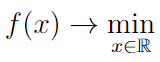 f(x) → min x∈ℝ